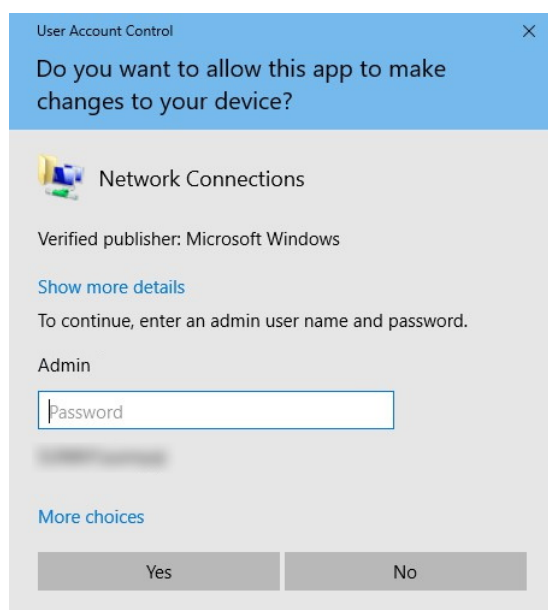 User Account Control
Do you want to allow this app to make
changes to your device?
Network Connections
Verified publisher: Microsoft Windows
Show more details
To continue, enter an admin user name and password.
Admin
Password
More choices
Yes
No